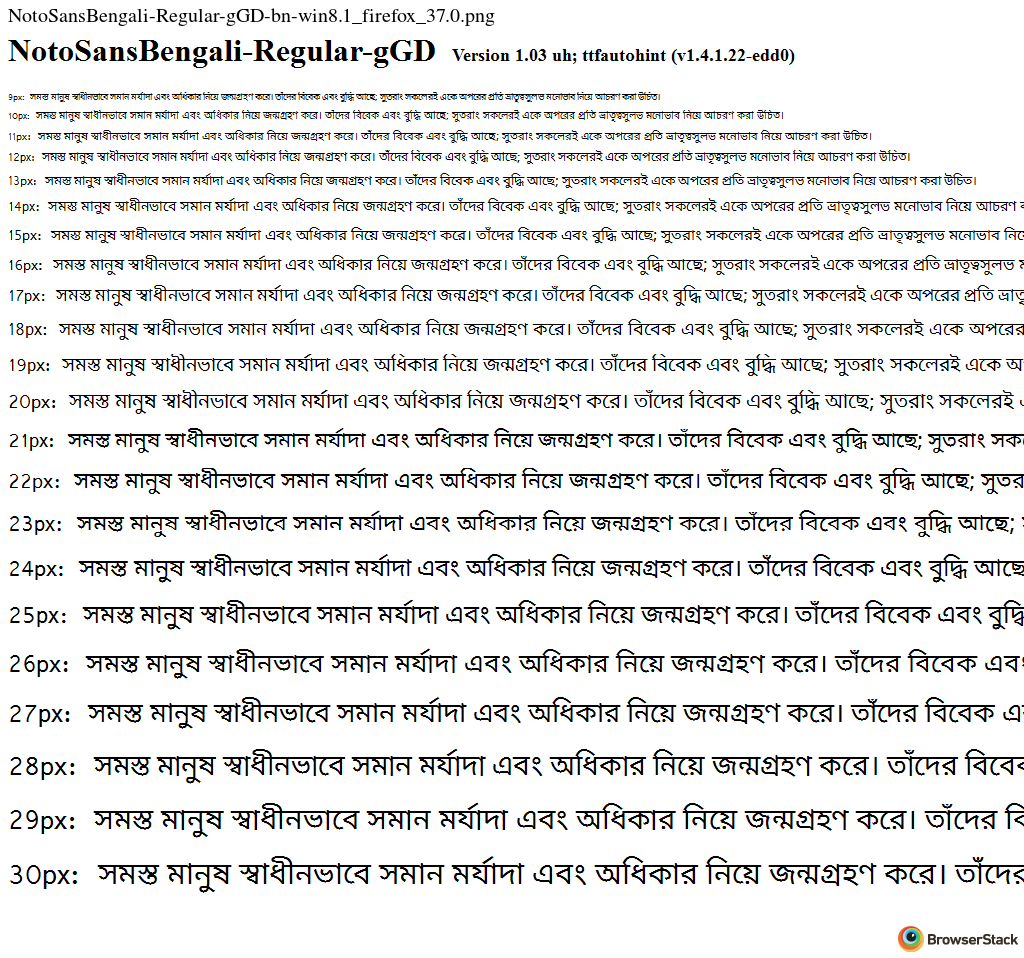 NotoSansBengali-Regular-gGD-bn-win8.1_firefox_37.0.png
NotoSansBengali-Regular-gGD Version 1.03 uh; ttfautohint (v1.4.1.22-edd0)
9px: সমস্ত মানুষ স্বাধীনভাবে সমান মর্যাদা এবং অধিকার নিয়ে জন্মগ্রহণ করে। তাঁদের বিবেক এবং বুদ্ধি আছে; সুতরাং সকলেরই একে অপরের প্রতি ভ্রাতৃত্বসুলভ মনোভাব নিয়ে আচরণ করা উচিত।
10px: সমস্ত মানুষ স্বাধীনভাবে সমান মর্যাদা এবং অধিকার নিয়ে জন্মগ্রহণ করে। তাঁদের বিবেক এবং বুদ্ধি আছে; সুতরাং সকলেরই একে অপরের প্রতি ভ্রাতৃত্বসুলভ মনোভাব নিয়ে আচরণ করা উচিত।
11px: সমস্ত মানুষ স্বাধীনভাবে সমান মর্যাদা এবং অধিকার নিয়ে জন্মগ্রহণ করে। তাঁদের বিবেক এবং বুদ্ধি আছে; সুতরাং সকলেরই একে অপরের প্রতি ভ্রাতৃত্বসুলভ মনোভাব নিয়ে আচরণ করা উচিত।
12px: সমস্ত মানুষ স্বাধীনভাবে সমান মর্যাদা এবং অধিকার নিয়ে জন্মগ্রহণ করে। তাঁদের বিবেক এবং বুদ্ধি আছে; সুতরাং সকলেরই একে অপরের প্রতি ভ্রাতৃত্বসুলভ মনোভাব নিয়ে আচরণ করা উচিত।
13px: সমস্ত মানুষ স্বাধীনভাবে সমান মর্যাদা এবং অধিকার নিয়ে জন্মগ্রহণ করে। তাঁদের বিবেক এবং বুদ্ধি আছে; সুতরাং সকলেরই একে অপরের প্রতি ভ্রাতৃত্বসুলভ মনোভাব নিয়ে আচরণ করা উচিত।
14px: সমস্ত মানুষ স্বাধীনভাবে সমান মর্যাদা এবং অধিকার নিয়ে জন্মগ্রহণ করে। তাঁদের বিবেক এবং বুদ্ধি আছে; সুতরাং সকলেরই একে অপরের প্রতি ভ্রাতৃত্বসুলভ মনোভাব নিয়ে আচরণ
15px: সমস্ত মানুষ স্বাধীনভাবে সমান মর্যাদা এবং অধিকার নিয়ে জন্মগ্রহণ করে। তাঁদের বিবেক এবং বুদ্ধি আছে; সুতরাং সকলেরই একে অপরের প্রতি ভ্রাতৃত্বসুলভ মনোভাব
16px: সমস্ত মানুষ স্বাধীনভাবে সমান মর্যাদা এবং অধিকার নিয়ে জন্মগ্রহণ করে। তাঁদের বিবেক এবং বুদ্ধি আছে; সুতরাং সকলেরই একে অপরের প্রতি ভ্রাতৃত্বসুলভ
17px: সমস্ত মানুষ স্বাধীনভাবে সমান মর্যাদা এবং অধিকার নিয়ে জন্মগ্রহণ করে। তাঁদের বিবেক এবং বুদ্ধি আছে; সুতরাং সকলেরই একে অপরের প্রতি
18px: সমস্ত মানুষ স্বাধীনভাবে সমান মর্যাদা এবং অধিকার নিয়ে জন্মগ্রহণ করে। তাঁদের বিবেক এবং বুদ্ধি আছে; সুতরাং সকলেরই একে অপরের
19px: সমস্ত মানুষ স্বাধীনভাবে সমান মর্যাদা এবং অধিকার নিয়ে জন্মগ্রহণ করে। তাঁদের বিবেক এবং বুদ্ধি আছে; সুতরাং সকলেরই একে
20px: সমস্ত মানুষ স্বাধীনভাবে সমান মর্যাদা এবং অধিকার নিয়ে জন্মগ্রহণ করে। তাঁদের বিবেক এবং বুদ্ধি আছে; সুতরাং সকলেরই
21px: সমস্ত মানুষ স্বাধীনভাবে সমান মর্যাদা এবং অধিকার নিয়ে জন্মগ্রহণ করে। তাঁদের বিবেক এবং বুদ্ধি আছে; সুতরাং
22px: সমস্ত মানুষ স্বাধীনভাবে সমান মর্যাদা এবং অধিকার নিয়ে জন্মগ্রহণ করে। তাঁদের বিবেক এবং বুদ্ধি আছে;
23px: সমস্ত মানুষ স্বাধীনভাবে সমান মর্যাদা এবং অধিকার নিয়ে জন্মগ্রহণ করে। তাঁদের বিবেক এবং বুদ্ধি আছে;
24px: সমস্ত মানুষ স্বাধীনভাবে সমান মর্যাদা এবং অধিকার নিয়ে জন্মগ্রহণ করে। তাঁদের বিবেক এবং বুদ্ধি আছে
25px: সমস্ত মানুষ স্বাধীনভাবে সমান মর্যাদা এবং অধিকার নিয়ে জন্মগ্রহণ করে। তাঁদের বিবেক এবং বুদ্ধি
26px: সমস্ত মানুষ স্বাধীনভাবে সমান মর্যাদা এবং অধিকার নিয়ে জন্মগ্রহণ করে। তাঁদের বিবেক এবং
27px: সমস্ত মানুষ স্বাধীনভাবে সমান মর্যাদা এবং অধিকার নিয়ে জন্মগ্রহণ করে। তাঁদের বিবেক
28px: সমস্ত মানুষ স্বাধীনভাবে সমান মর্যাদা এবং অধিকার নিয়ে জন্মগ্রহণ করে। তাঁদের বিবেক
29px: সমস্ত মানুষ স্বাধীনভাবে সমান মর্যাদা এবং অধিকার নিয়ে জন্মগ্রহণ করে। তাঁদের
30px: সমস্ত মানুষ স্বাধীনভাবে সমান মর্যাদা এবং অধিকার নিয়ে জন্মগ্রহণ করে। তাঁদের
BrowserStack